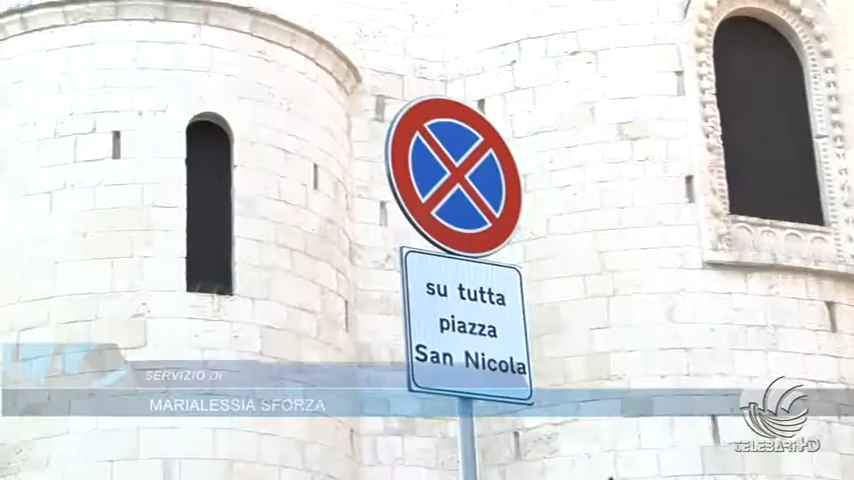 su tutta
piazza
San Nicola
SERVIZIO DI
MARIALESSIA SFORZA
TELEBARI HD